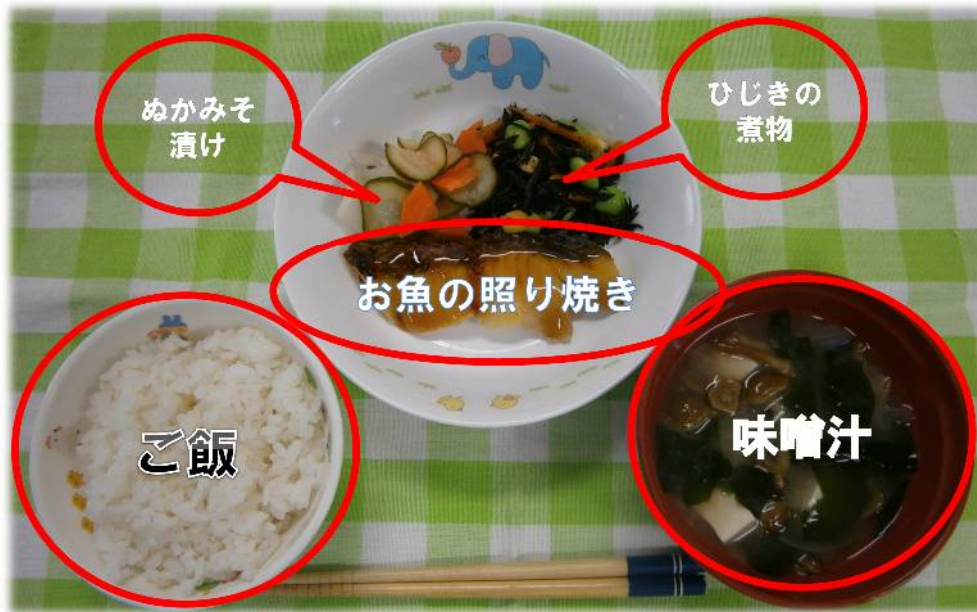 ぬかみそ
漬け
ひじきの
煮物
お魚の照り焼き
ご飯
味噌汁